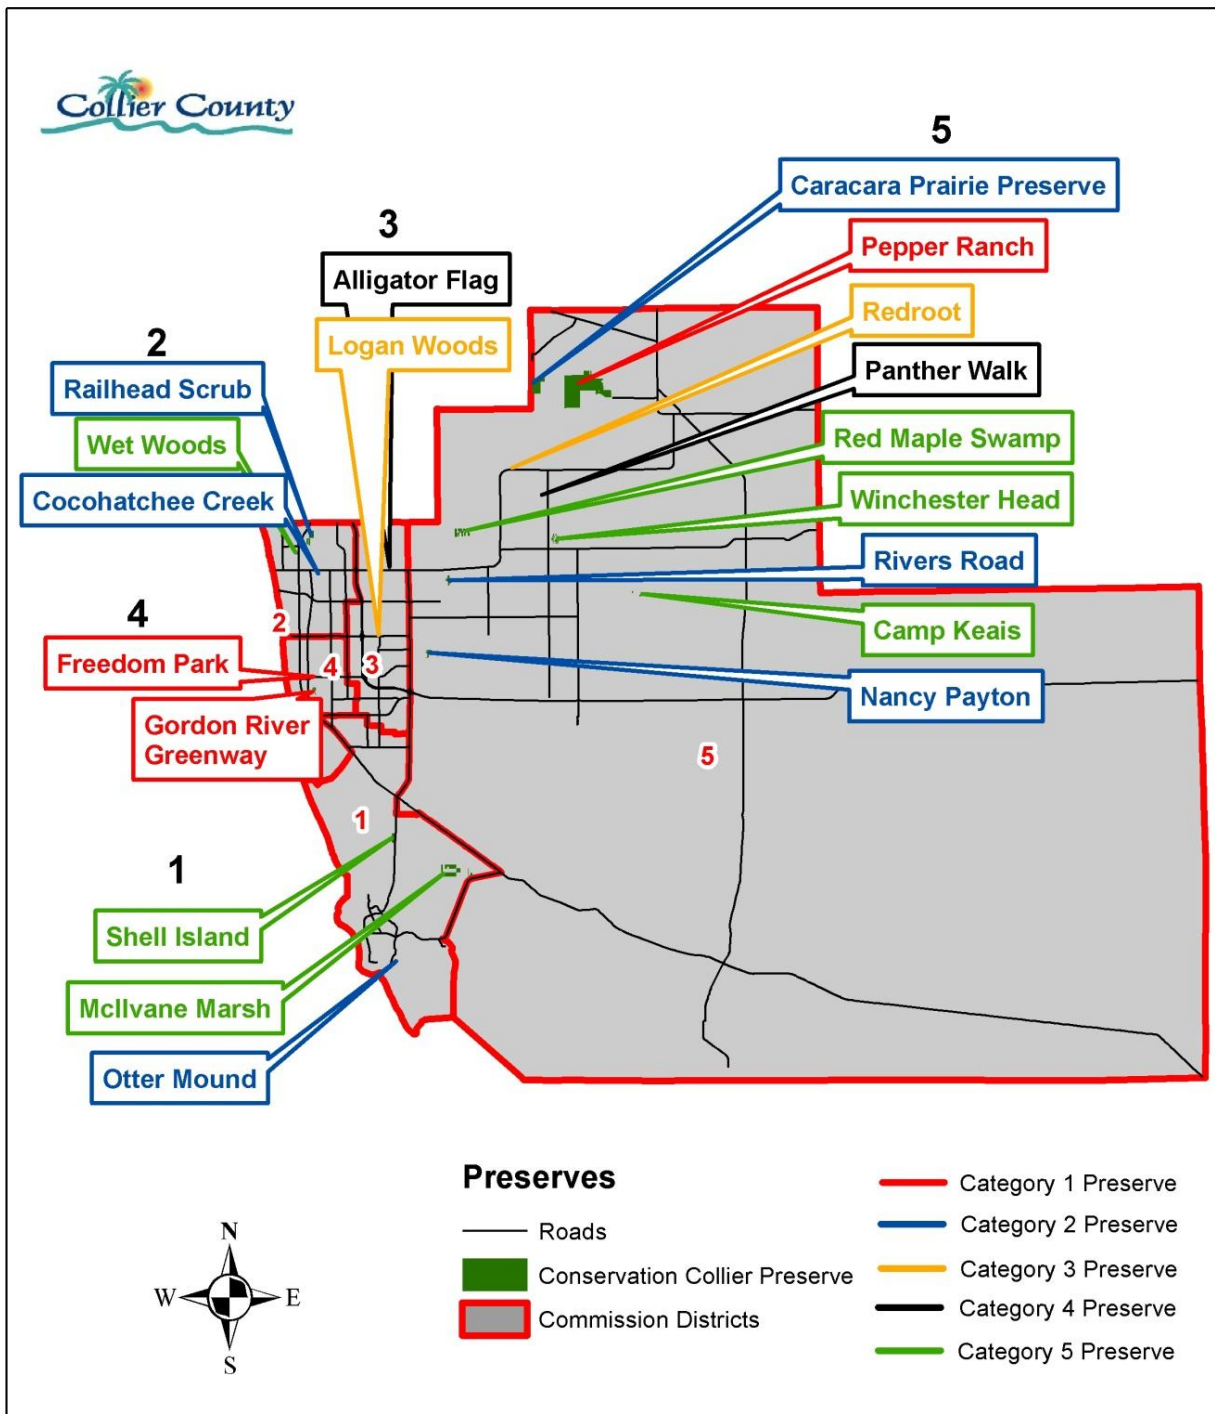 Collier County
5
Caracara Prairie Preserve
3
Pepper Ranch
Alligator Flag
Redroot
2
Logan Woods
Railhead Scrub
Panther Walk
Wet Woods
Red Maple Swamp
Cocohatchee Creek
Winchester Head
Rivers Road
4
2
Camp Keais
Freedom Park
4
3
Nancy Payton
Gordon River
Greenway
5
1
1
Shell Island
McIlvane Marsh
Otter Mound
Preserves
Roads
Conservation Collier Preserve
Commission Districts
Category 1 Preserve
Category 2 Preserve
Category 3 Preserve
Category 4 Preserve
Category 5 Preserve
N
W
E
S